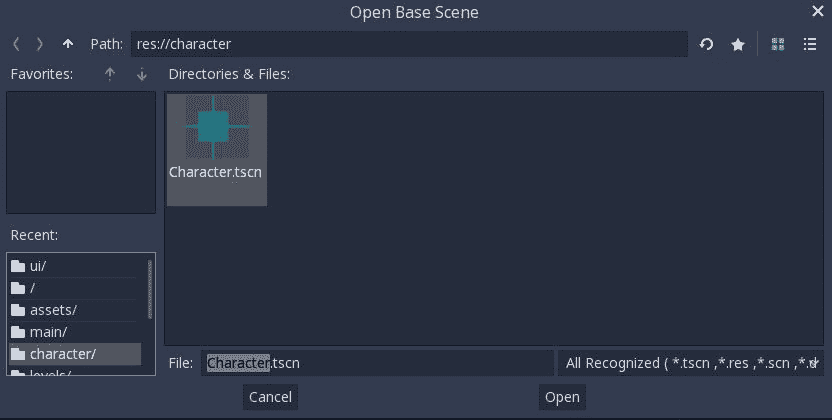 Open Base Scene
Path: res://character
Favorites:
Directories & Files:
Character.tscn
Recent:
ui/
/
assets/
main/
character/
levels/
File: Character.tscn
All Recognized ( *.tscn ,*.res ,*.scn ,*.d
Cancel
Open